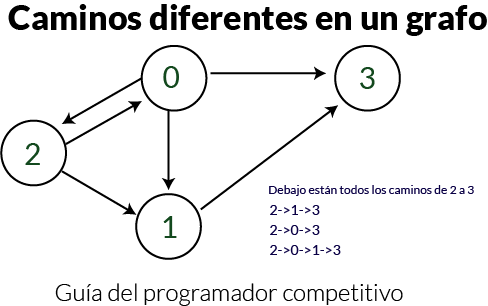 Caminos diferentes en un grafo
0
3
2
1
Debajo están todos los caminos de 2 a 3
2->1->3
2->0->3
2->0->1->3
Guía del programador competitivo